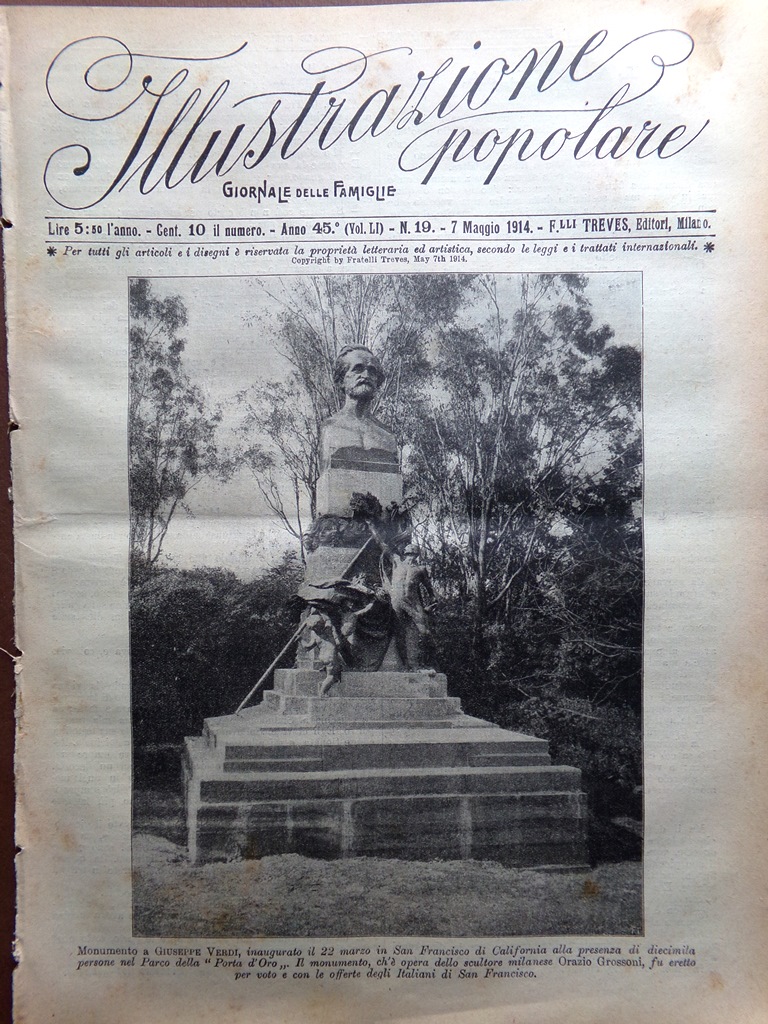 Illustrazione
popolare
GIORNALE DELLE FAMIGLIE
Lire 5:50 l'anno. - Cent. 10 il numero. - Anno 45.° (Vol. LI) - N. 19. - 7 Maggio 1914. - F.LLI TREVES, Editori, Milano.
* Per tutti gli articoli e i disegni è riservata la proprietà letteraria ed artistica, secondo le leggi e i trattati internazionali. *
Copyright by Fratelli Treves, May 7th 1914.
Monumento a GIUSEPPE VERDI, inaugurato il 22 marzo in San Francisco di California alla presenza di diecimila
persone nel Parco della "Porta d'Oro„. Il monumento, ch'è opera dello scultore milanese Orazio Grossoni, fu eretto
per voto e con le offerte degli Italiani di San Francisco.